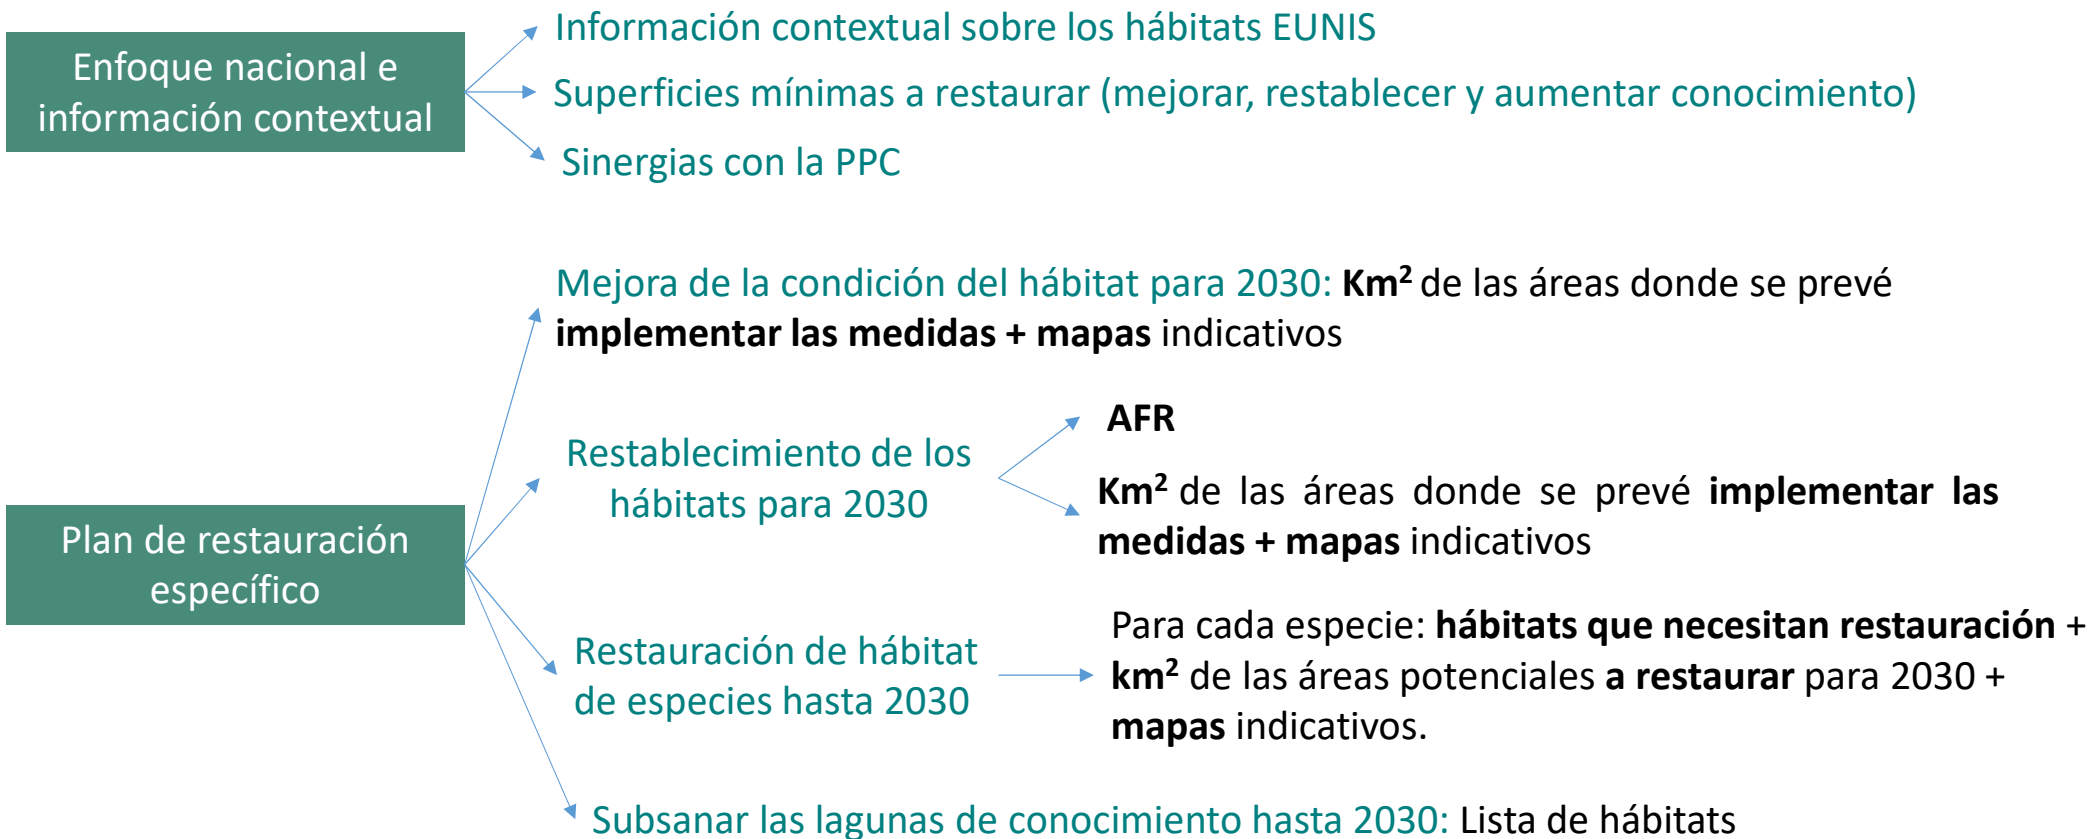 Enfoque nacional e
información contextual
Información contextual sobre los hábitats EUNIS
Superficies mínimas a restaurar (mejorar, restablecer y aumentar conocimiento)
Sinergias con la PPC
Plan de restauración
específico
Mejora de la condición del hábitat para 2030: Km² de las áreas donde se prevé
implementar las medidas + mapas indicativos
Restablecimiento de los
hábitats para 2030
AFR
Km² de las áreas donde se prevé implementar las
medidas + mapas indicativos
Restauración de hábitat
de especies hasta 2030
Para cada especie: hábitats que necesitan restauración +
km² de las áreas potenciales a restaurar para 2030 +
mapas indicativos.
Subsanar las lagunas de conocimiento hasta 2030: Lista de hábitats